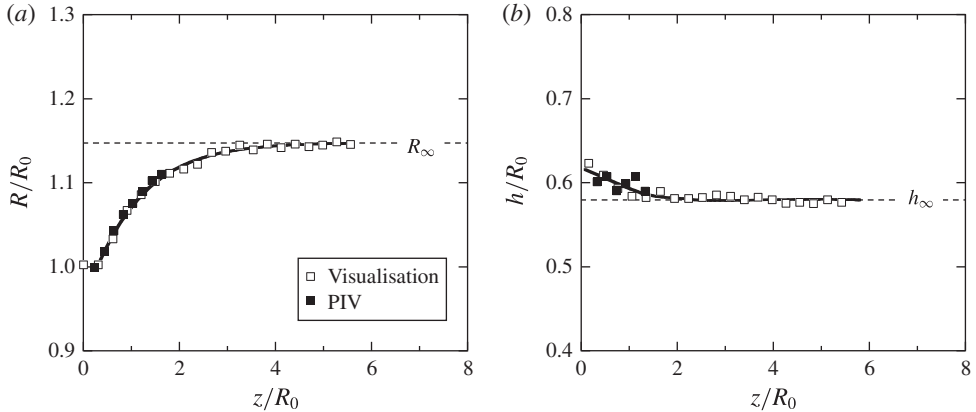 (a)
1.3
1.2
1.1
1.0
0.9
R/R0
R∞
Visualisation
PIV
0 2 4 6 8
z/R0
(b)
0.8
0.7
0.6
0.5
0.4
h/R0
h∞
0 2 4 6 8
z/R0